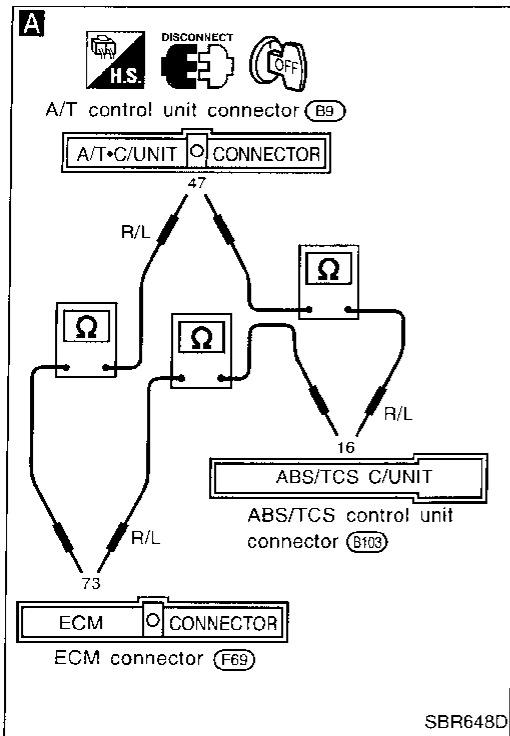 A
DISCONNECT
H.S.
OFF
A/T control unit connector B9
A/T•C/UNIT CONNECTOR
47
R/L
Ω
Ω
Ω
R/L
16
ABS/TCS C/UNIT
R/L
ABS/TCS control unit
connector B103
73
ECM CONNECTOR
ECM connector F69
SBR648D